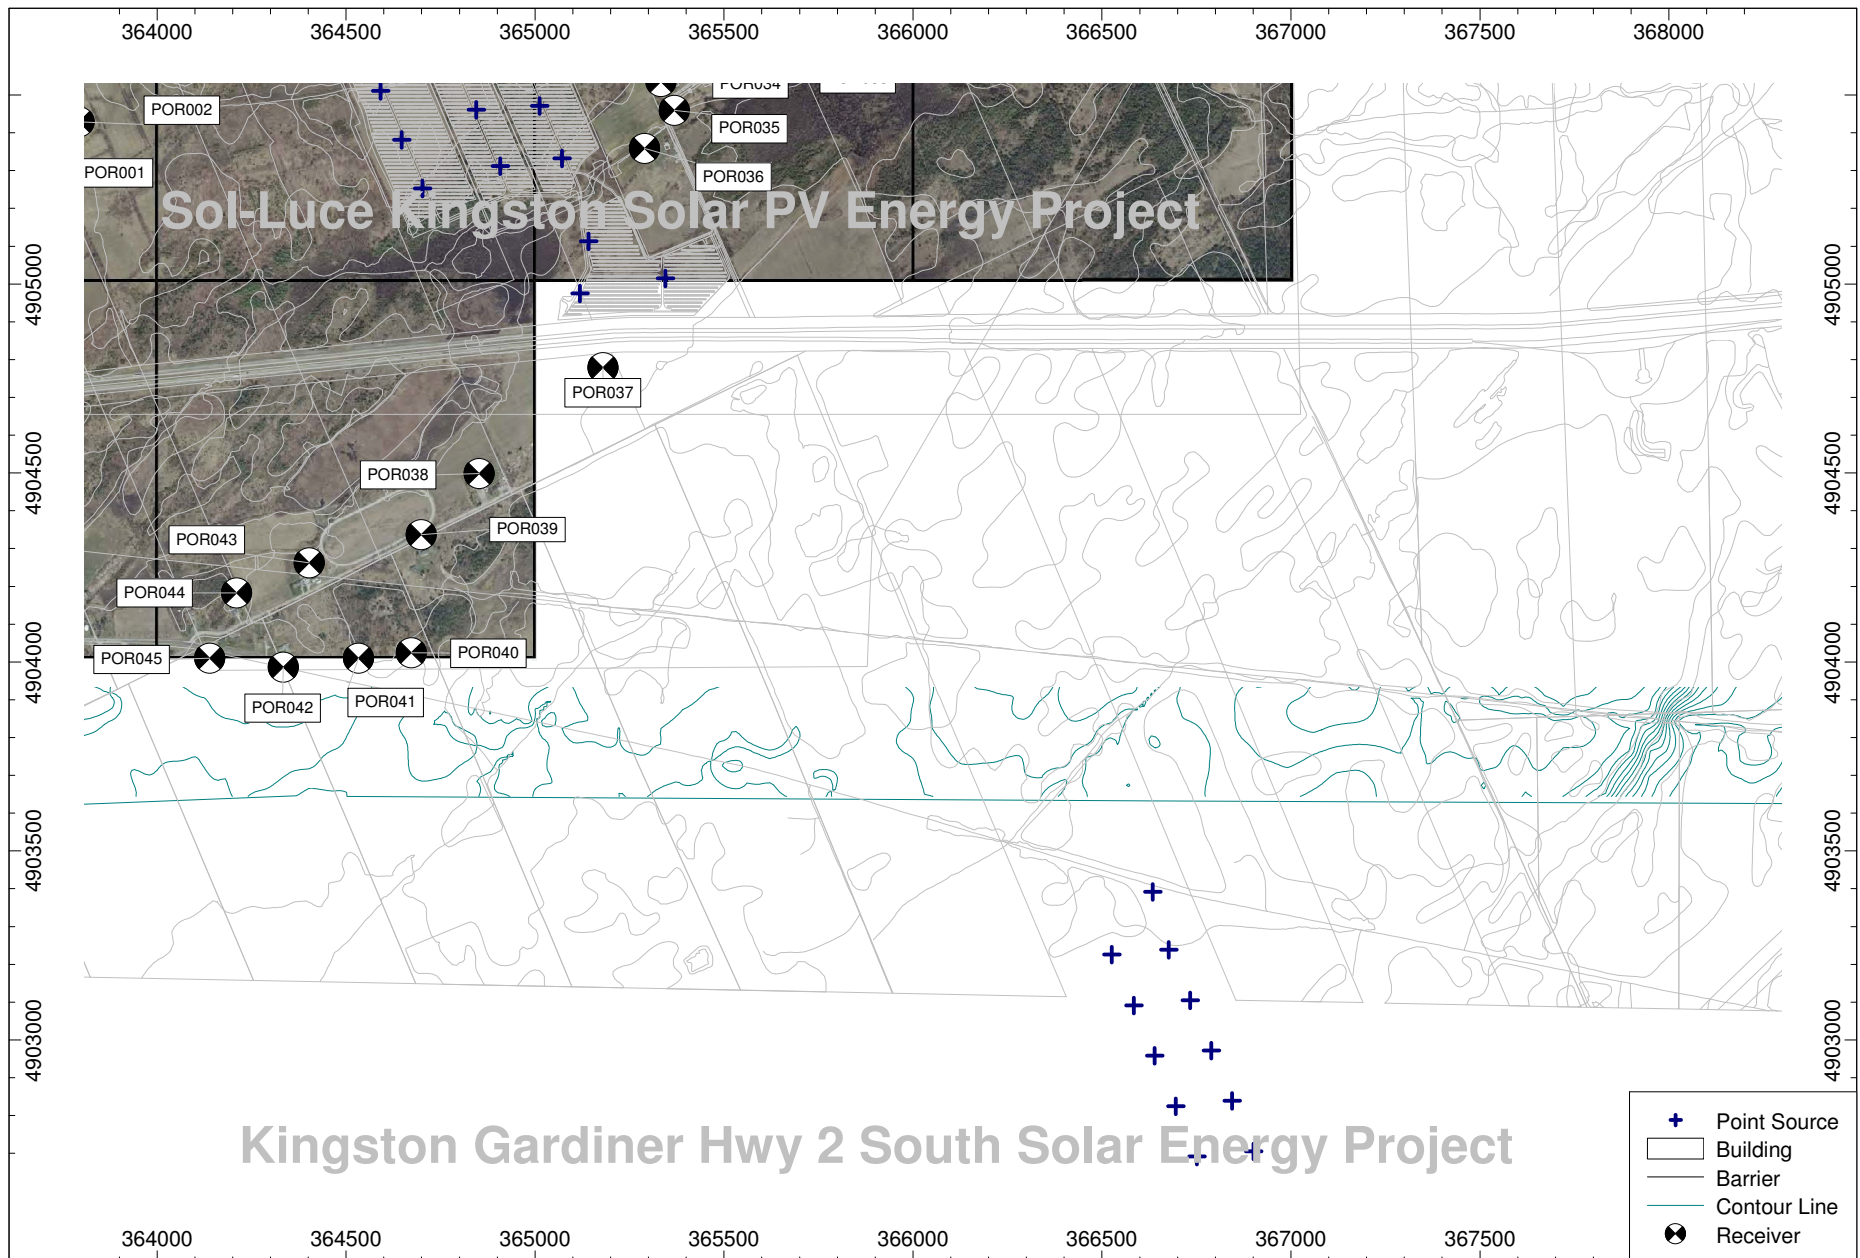 364000 364500 365000 365500 366000 366500 367000 367500 368000
POR034
POR002
POR035
POR001
POR036
Sol-Luce Kingston Solar PV Energy Project
4905000 4905000
POR037
POR038
4904500 4904500
POR039
POR043
POR044
POR045
POR040
4904000 4904000
POR042
POR041
4903500 4903500
4903000 4903000
Kingston Gardiner Hwy 2 South Solar Energy Project
Point Source
Building
Barrier
Contour Line
Receiver
364000 364500 365000 365500 366000 366500 367000 367500 368000